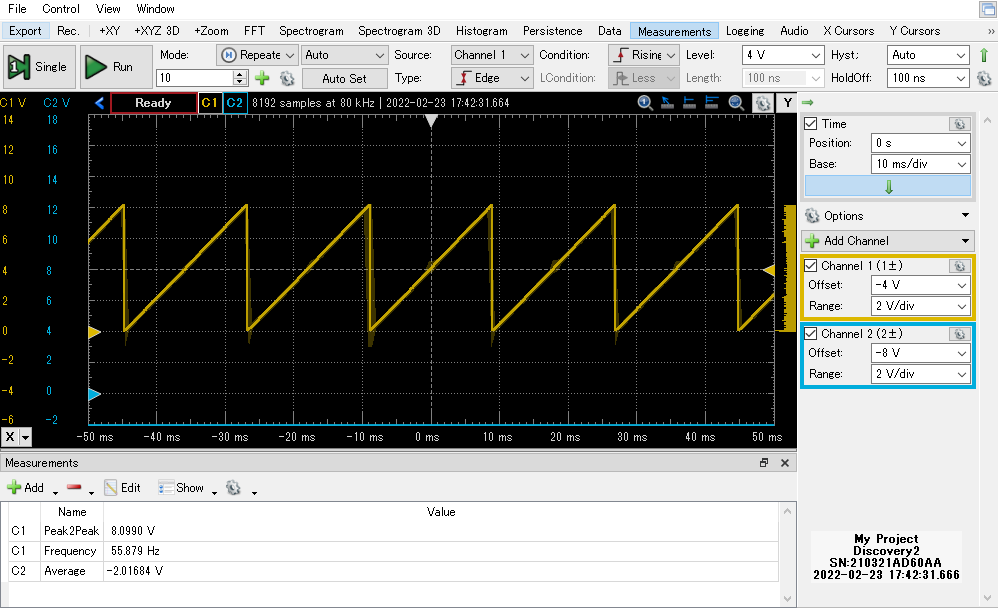 File Control View Window
Export Rec. +XY +XYZ 3D +Zoom FFT Spectrogram Spectrogram 3D Histogram Persistence Data Measurements Logging Audio X Cursors Y Cursors »
Single Run Mode: Repeate Auto Source: Channel 1 Condition: Rising Level: 4 V Hyst.: Auto
10 Auto Set Type: Edge LCondition: Less Length: 100 ns HoldOff: 100 ns
C1 V C2 V Ready C1 C2 8192 samples at 80 kHz | 2022-02-23 17:42:31.664 Y
14 18
12 16
10 14
8 12
6 10
4 8
2 6
0 4
-2 2
-4 0
-6 -2
X -50 ms -40 ms -30 ms -20 ms -10 ms 0 ms 10 ms 20 ms 30 ms 40 ms 50 ms
Time
Position: 0 s
Base: 10 ms/div
Options
Add Channel
Channel 1 (1±)
Offset: -4 V
Range: 2 V/div
Channel 2 (2±)
Offset: -8 V
Range: 2 V/div
Measurements
Add Edit Show
Name Value
C1 Peak2Peak 8.0990 V
C1 Frequency 55.879 Hz
C2 Average -2.01684 V
My Project
Discovery2
SN:210321AD60AA
2022-02-23 17:42:31.666